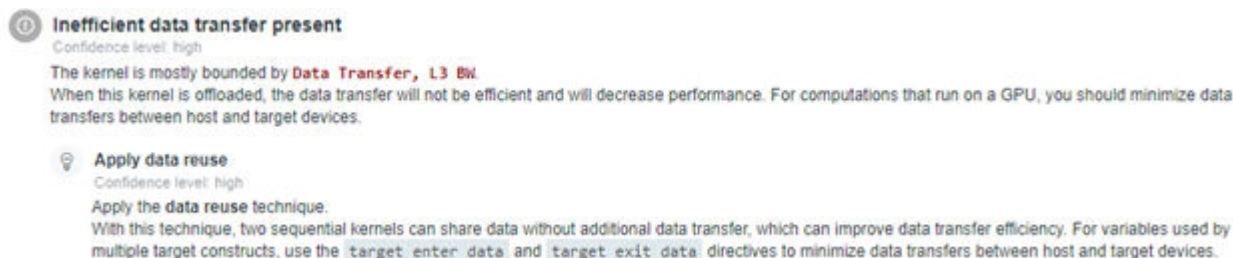 Inefficient data transfer present
Confidence level: high
The kernel is mostly bounded by Data Transfer, L3 BW.
When this kernel is offloaded, the data transfer will not be efficient and will decrease performance. For computations that run on a GPU, you should minimize data
transfers between host and target devices.
Apply data reuse
Confidence level: high
Apply the data reuse technique.
With this technique, two sequential kernels can share data without additional data transfer, which can improve data transfer efficiency. For variables used by
multiple target constructs, use the target enter data and target exit data directives to minimize data transfers between host and target devices.